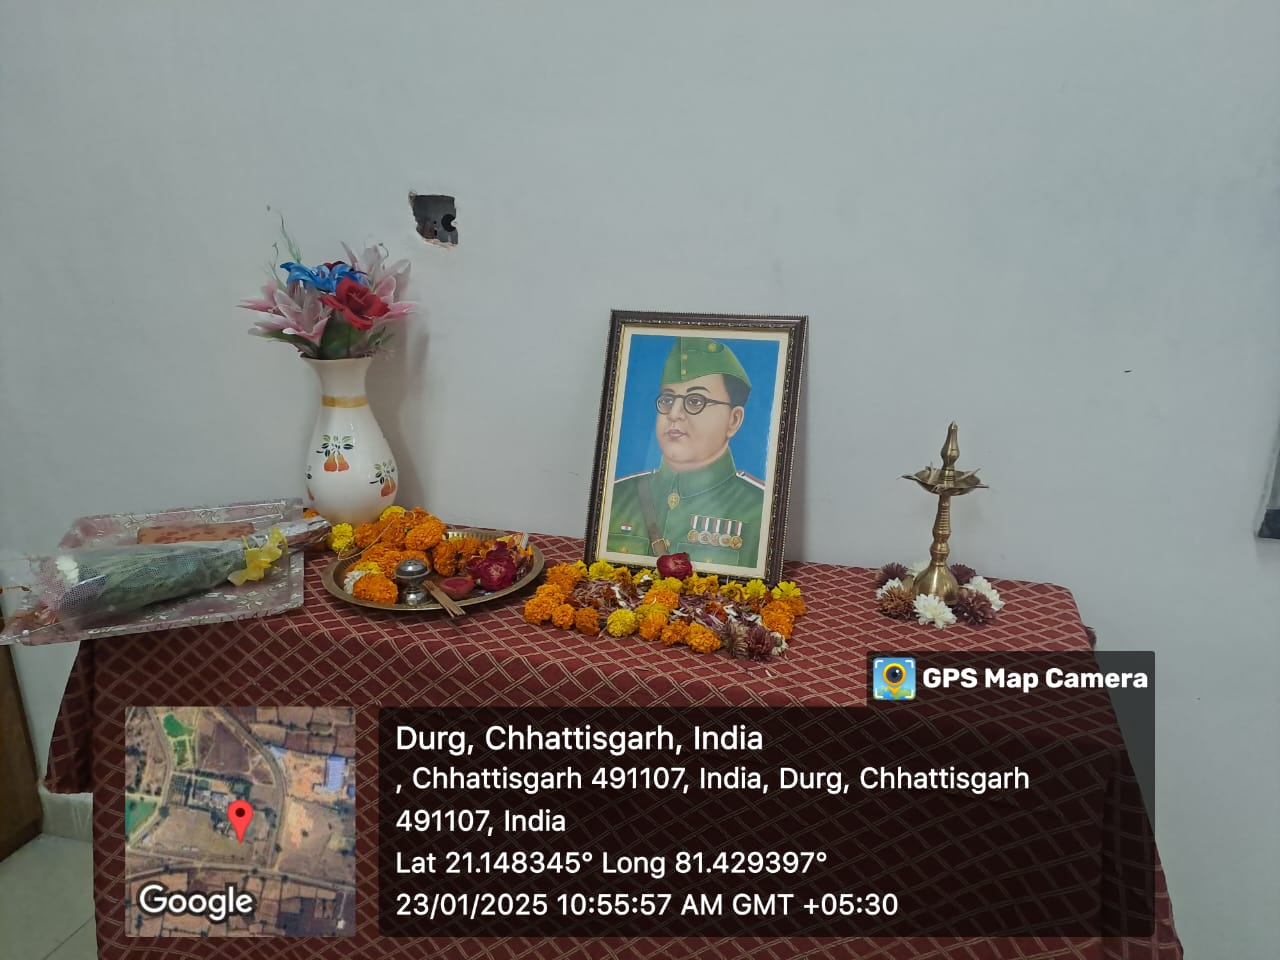 GPS Map Camera
Durg, Chhattisgarh, India
, Chhattisgarh 491107, India, Durg, Chhattisgarh
491107, India
Lat 21.148345° Long 81.429397°
23/01/2025 10:55:57 AM GMT +05:30
Google